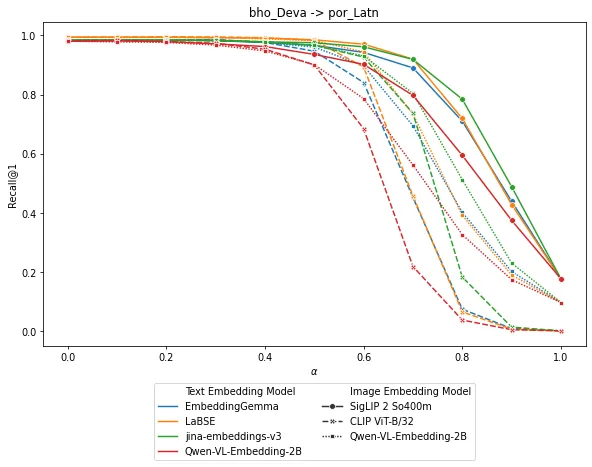 bho_Deva -> por_Latn
Recall@1
1.0
0.8
0.6
0.4
0.2
0.0
0.0 0.2 0.4 0.6 0.8 1.0
α
Text Embedding Model
EmbeddingGemma
LaBSE
jina-embeddings-v3
Qwen-VL-Embedding-2B
Image Embedding Model
SigLIP 2 So400m
CLIP ViT-B/32
Qwen-VL-Embedding-2B